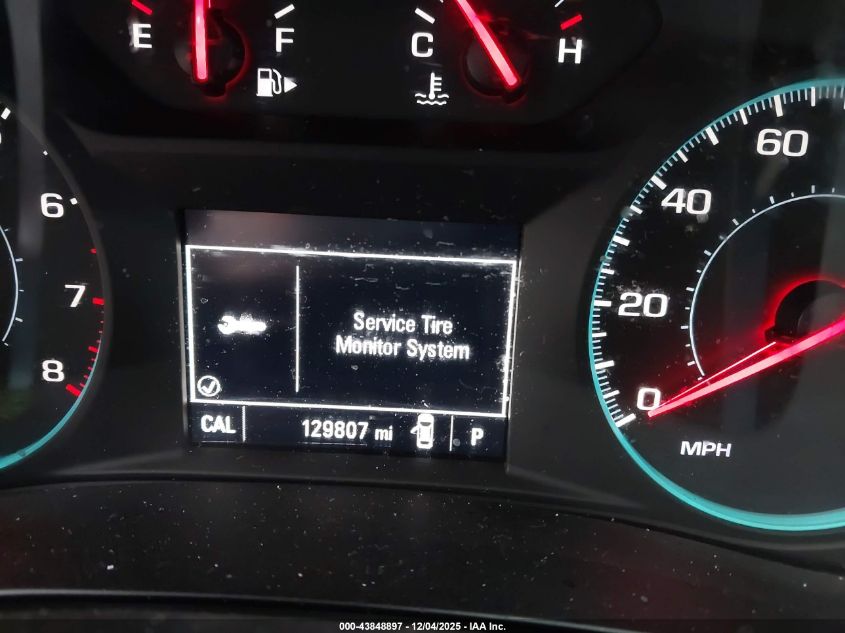 E
F
C
H
6
7
8
60
40
20
0
MPH
Service Tire
Monitor System
CAL
129807 mi
P
000-43848897 - 12/04/2025 - IAA Inc.